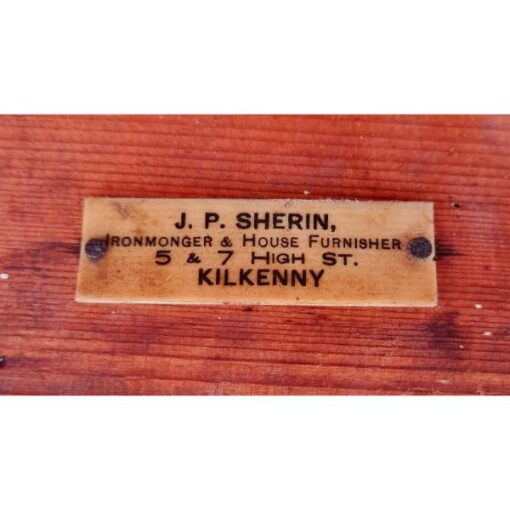 J. P. SHERIN,
IRONMONGER & HOUSE FURNISHER
5 & 7 HIGH ST.
KILKENNY